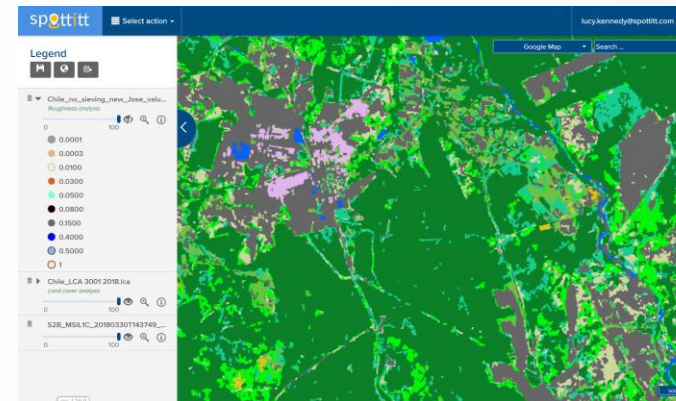 spottitt
Select action
lucy.kennedy@spottitt.com
Legend
Google Map
Search ...
Chile_no_sieving_new_Jose_valu...
Roughness analysis
0 100
0.0001
0.0003
0.0100
0.0300
0.0500
0.0800
0.1500
0.4000
0.5000
1
Chile_LCA 3001 2018.lca
Land cover analysis
0 100
S2B_MSIL1C_20180330T143749_...
0 100